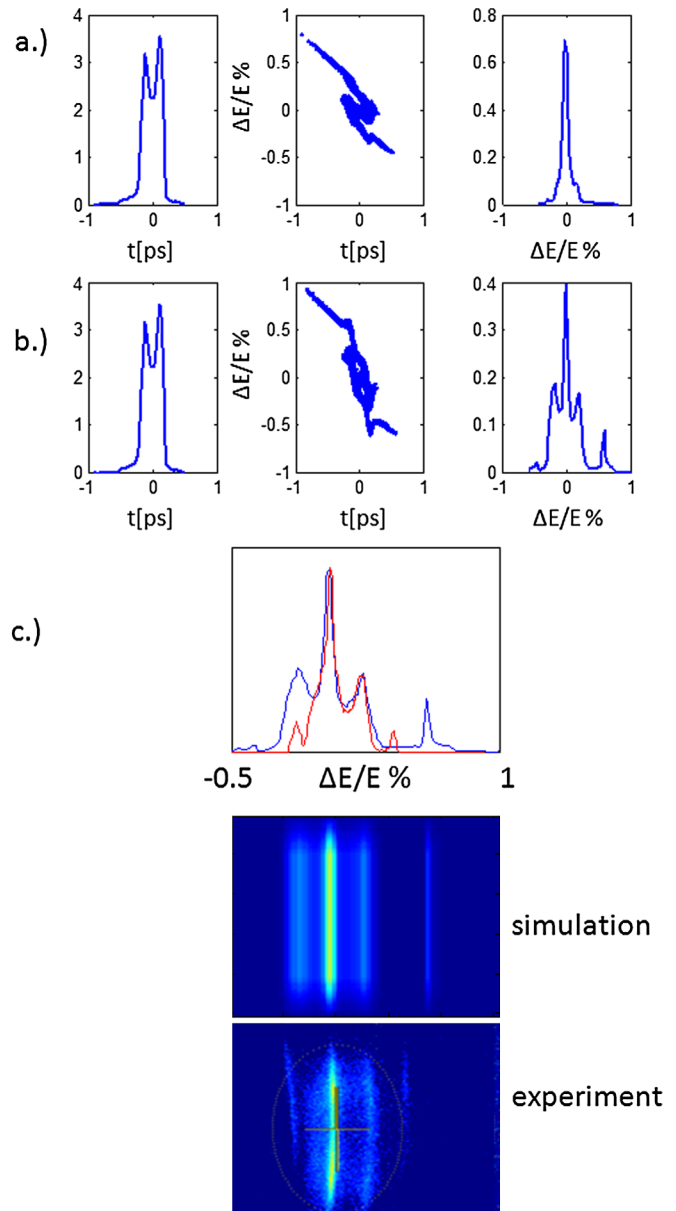 a.)
4
3
2
1
0
-1 0 1
t[ps]
ΔE/E %
1
0.5
0
-0.5
-1
-1 0 1
t[ps]
0.8
0.6
0.4
0.2
0
-1 0 1
ΔE/E %
b.)
4
3
2
1
0
-1 0 1
t[ps]
ΔE/E %
1
0.5
0
-0.5
-1
-1 0 1
t[ps]
0.4
0.3
0.2
0.1
0
-1 0 1
ΔE/E %
c.)
-0.5 ΔE/E % 1
simulation
experiment